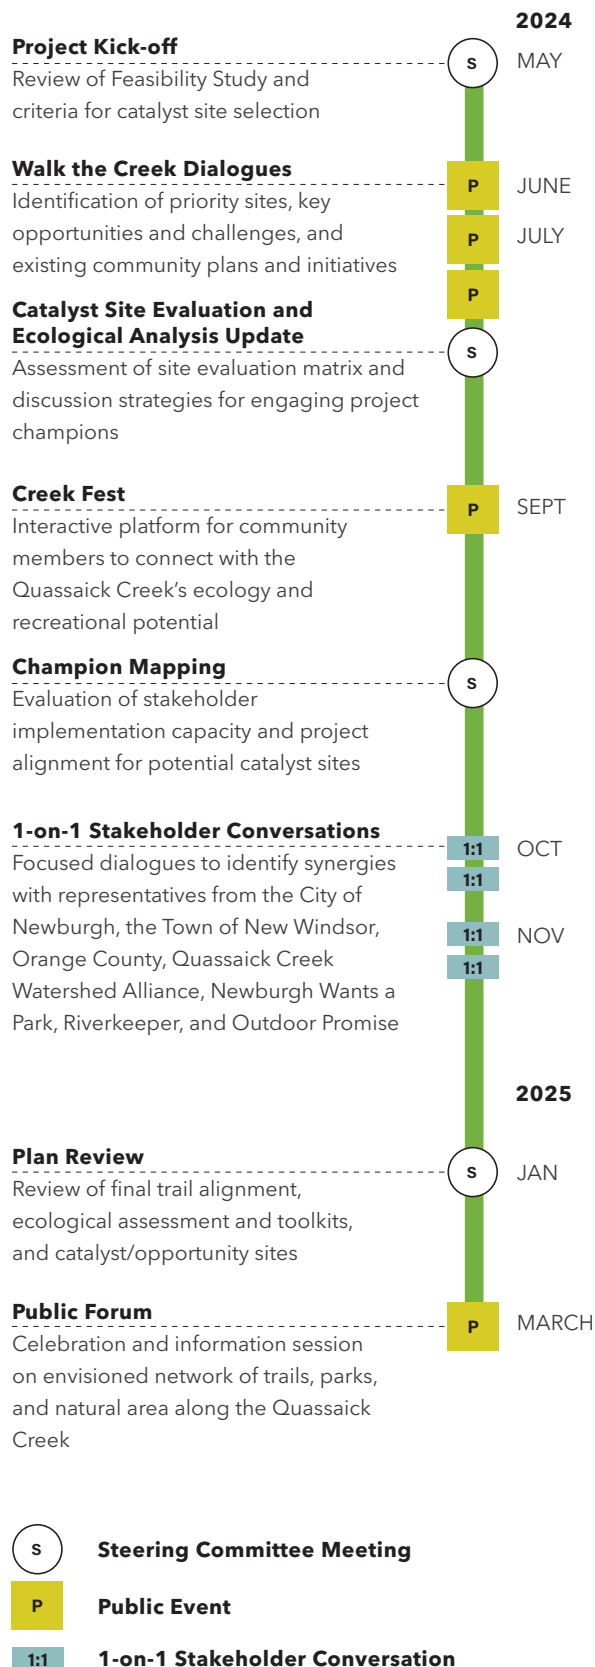 2024
Project Kick-off
S
MAY
Review of Feasibility Study and
criteria for catalyst site selection
Walk the Creek Dialogues
P
JUNE
Identification of priority sites, key
opportunities and challenges, and
P
JULY
existing community plans and initiatives
P
Catalyst Site Evaluation and
Ecological Analysis Update
S
Assessment of site evaluation matrix and
discussion strategies for engaging project
champions
Creek Fest
P
SEPT
Interactive platform for community
members to connect with the
Quassaick Creek’s ecology and
recreational potential
Champion Mapping
S
Evaluation of stakeholder
implementation capacity and project
alignment for potential catalyst sites
1-on-1 Stakeholder Conversations
1:1
OCT
Focused dialogues to identify synergies
1:1
with representatives from the City of
Newburgh, the Town of New Windsor,
1:1
NOV
Orange County, Quassaick Creek
1:1
Watershed Alliance, Newburgh Wants a
Park, Riverkeeper, and Outdoor Promise
2025
Plan Review
S
JAN
Review of final trail alignment,
ecological assessment and toolkits,
and catalyst/opportunity sites
Public Forum
P
MARCH
Celebration and information session
on envisioned network of trails, parks,
and natural area along the Quassaick
Creek
S
Steering Committee Meeting
P
Public Event
1:1
1-on-1 Stakeholder Conversation